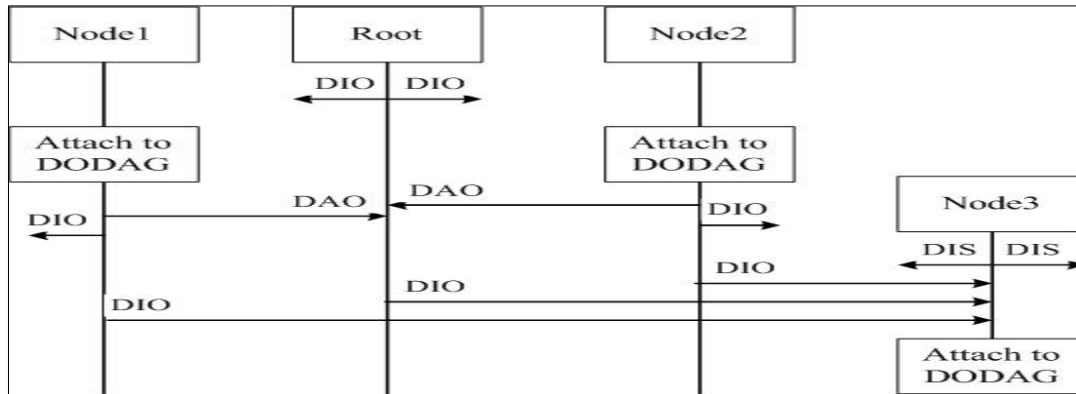 Node1
Root
Node2
DIO
DIO
Attach to
DODAG
Attach to
DODAG
DAO
DAO
DIO
DIO
Node3
DIS
DIS
DIO
DIO
DIO
Attach to
DODAG